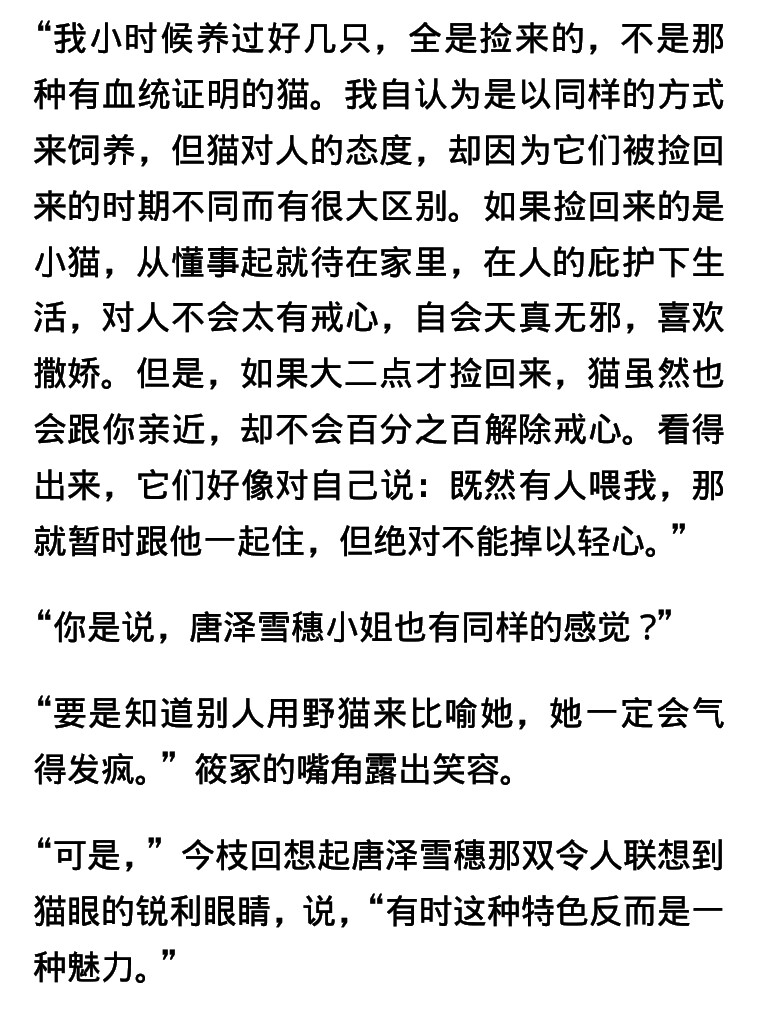 “我小时候养过好几只，全是捡来的，不是那
种有血统证明的猫。我自认为是以同样的方式
来饲养，但猫对人的态度，却因为它们被捡回
来的时期不同而有很大区别。如果捡回来的是
小猫，从懂事起就待在家里，在人的庇护下生
活，对人不会太有戒心，自会天真无邪，喜欢
撒娇。但是，如果大二点才捡回来，猫虽然也
会跟你亲近，却不会百分之百解除戒心。看得
出来，它们好像对自己说：既然有人喂我，那
就暂时跟他一起住，但绝对不能掉以轻心。”
“你是说，唐泽雪穗小姐也有同样的感觉？”
“要是知道别人用野猫来比喻她，她一定会气
得发疯。”筱冢的嘴角露出笑容。
“可是，”今枝回想起唐泽雪穗那双令人联想到
猫眼的锐利眼睛，说，“有时这种特色反而是一
种魅力。”